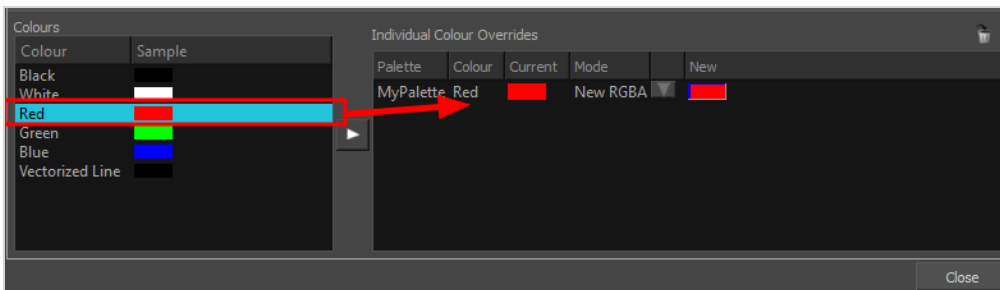 Colours
Colour Sample
Black
White
Red
Green
Blue
Vectorized Line
Individual Colour Overrides
Palette Colour Current Mode New
MyPalette Red New RGBA
Close